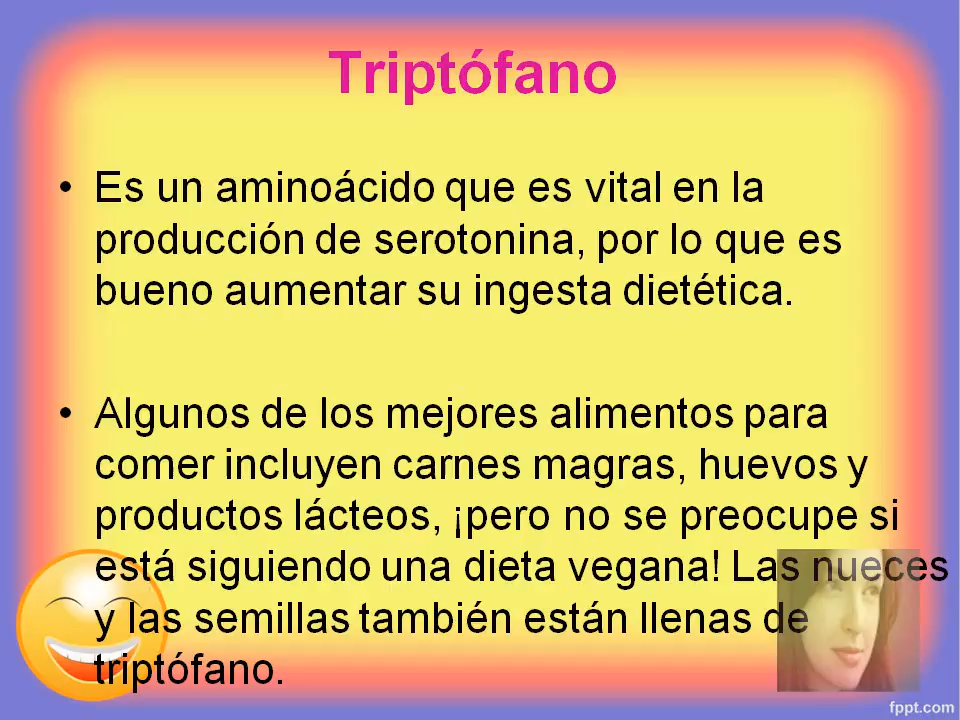 Triptófano
• Es un aminoácido que es vital en la
producción de serotonina, por lo que es
bueno aumentar su ingesta dietética.
• Algunos de los mejores alimentos para
comer incluyen carnes magras, huevos y
productos lácteos, ¡pero no se preocupe si
está siguiendo una dieta vegana! Las nueces
y las semillas también están llenas de
triptófano.
fppt.com